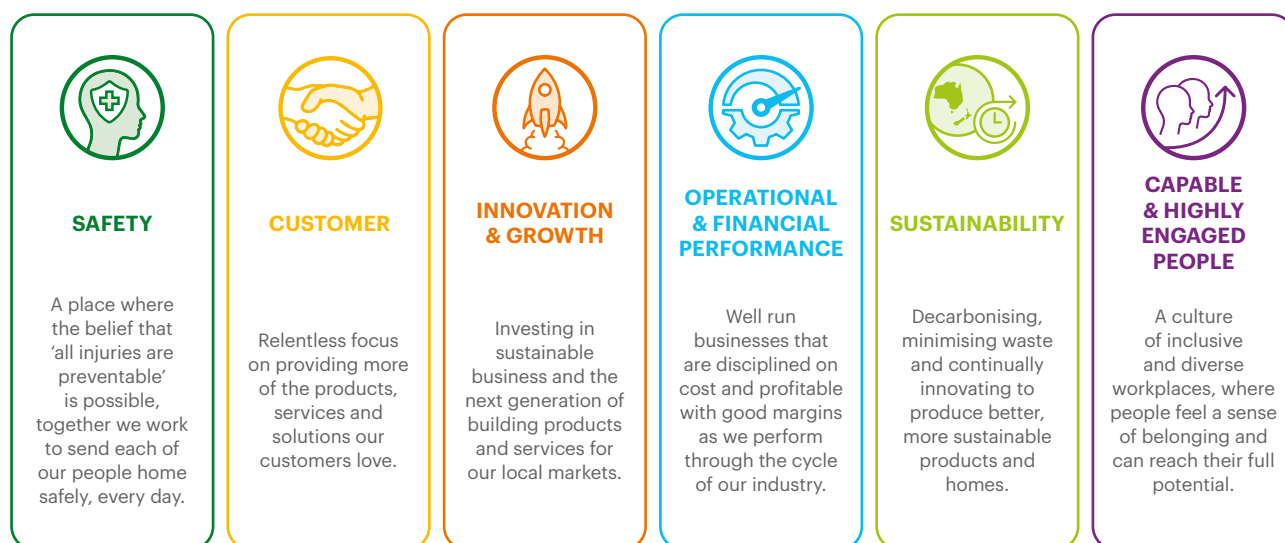 SAFETY
A place where
the belief that
‘all injuries are
preventable’
is possible,
together we work
to send each of
our people home
safely, every day.
CUSTOMER
Relentless focus
on providing more
of the products,
services and
solutions our
customers love.
INNOVATION
& GROWTH
Investing in
sustainable
business and the
next generation of
building products
and services for
our local markets.
OPERATIONAL
& FINANCIAL
PERFORMANCE
Well run
businesses that
are disciplined on
cost and profitable
with good margins
as we perform
through the cycle
of our industry.
SUSTAINABILITY
Decarbonising,
minimising waste
and continually
innovating to
produce better,
more sustainable
products and
homes.
CAPABLE
& HIGHLY
ENGAGED
PEOPLE
A culture
of inclusive
and diverse
workplaces, where
people feel a sense
of belonging and
can reach their full
potential.